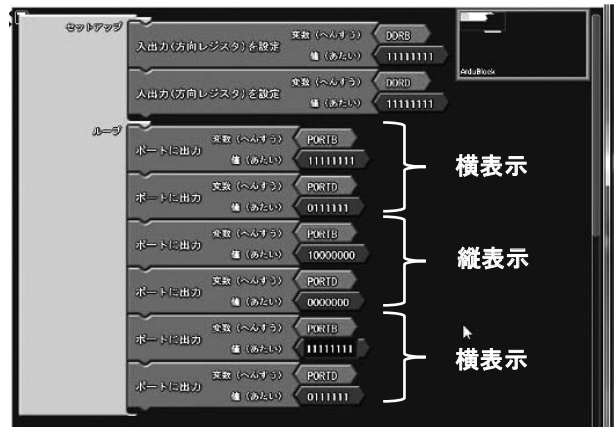 セットアップ
入出力(方向レジスタ)を設定
変数 (へんすう)
DDRB
値 (あたい)
11111111
入出力(方向レジスタ)を設定
変数 (へんすう)
DDRD
値 (あたい)
11111111
ArduBlock
ループ
ポートに出力
変数 (へんすう)
PORTB
値 (あたい)
11111111
ポートに出力
変数 (へんすう)
PORTD
値 (あたい)
0111111
横表示
ポートに出力
変数 (へんすう)
PORTB
値 (あたい)
10000000
ポートに出力
変数 (へんすう)
PORTD
値 (あたい)
0000000
縦表示
ポートに出力
変数 (へんすう)
PORTB
値 (あたい)
11111111
ポートに出力
変数 (へんすう)
PORTD
値 (あたい)
0111111
横表示